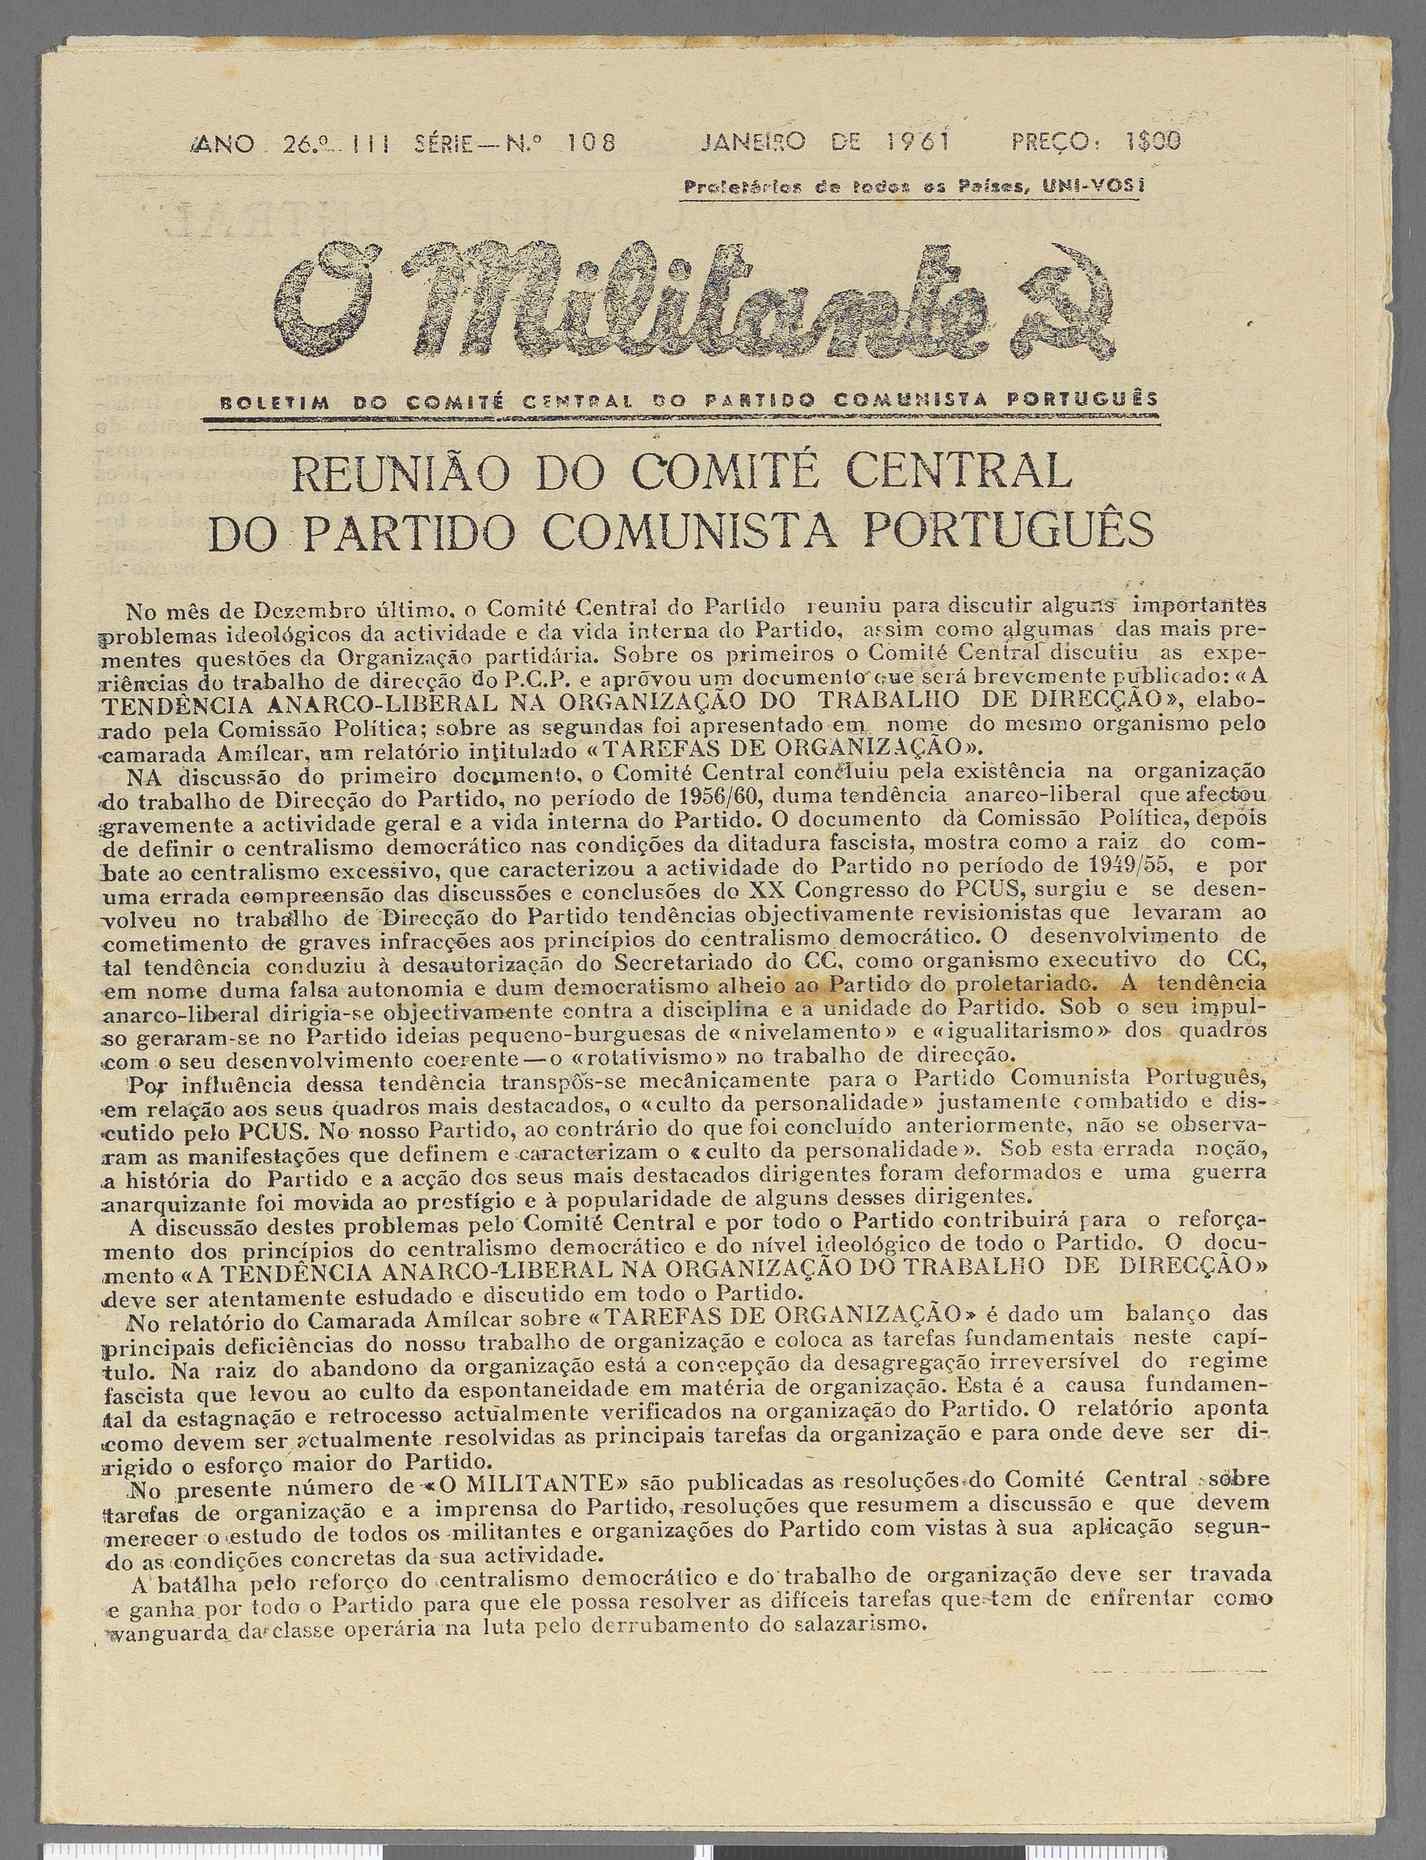 ANO 26.º III SÉRIE — N.º 108 JANEIRO DE 1961 PREÇO: 1$00
Proletários de todos os Países, UNI-VOS!
O Militante
BOLETIM DO COMITÉ CENTRAL DO PARTIDO COMUNISTA PORTUGUÊS
REUNIÃO DO COMITÉ CENTRAL
DO PARTIDO COMUNISTA PORTUGUÊS
No mês de Dezembro último, o Comité Central do Partido reuniu para discutir alguns importantes
problemas ideológicos da actividade e da vida interna do Partido, assim como algumas das mais pre-
mentes questões da Organização partidária. Sobre os primeiros o Comité Central discutiu as expe-
riências do trabalho de direcção do P.C.P. e aprovou um documento que será brevemente publicado: «A
TENDÊNCIA ANARCO-LIBERAL NA ORGANIZAÇÃO DO TRABALHO DE DIRECÇÃO», elabo-
rado pela Comissão Política; sobre as segundas foi apresentado em nome do mesmo organismo pelo
camarada Amílcar, um relatório intitulado «TAREFAS DE ORGANIZAÇÃO».
NA discussão do primeiro documento, o Comité Central concluiu pela existência na organização
do trabalho de Direcção do Partido, no período de 1956/60, duma tendência anarco-liberal que afectou
gravemente a actividade geral e a vida interna do Partido. O documento da Comissão Política, depois
de definir o centralismo democrático nas condições da ditadura fascista, mostra como a raiz do com-
bate ao centralismo excessivo, que caracterizou a actividade do Partido no período de 1949/55, e por
uma errada compreensão das discussões e conclusões do XX Congresso do PCUS, surgiu e se desen-
volveu no trabalho de Direcção do Partido tendências objectivamente revisionistas que levaram ao
cometimento de graves infracções aos princípios do centralismo democrático. O desenvolvimento de
tal tendência conduziu à desautorização do Secretariado do CC, como organismo executivo do CC,
em nome duma falsa autonomia e dum democratismo alheio ao Partido do proletariado. A tendência
anarco-liberal dirigia-se objectivamente contra a disciplina e a unidade do Partido. Sob o seu impul-
so geraram-se no Partido ideias pequeno-burguesas de «nivelamento» e «igualitarismo» dos quadros
com o seu desenvolvimento coerente — o «rotativismo» no trabalho de direcção.
Por influência dessa tendência transpôs-se mecânicamente para o Partido Comunista Português,
em relação aos seus quadros mais destacados, o «culto da personalidade» justamente combatido e dis-
cutido pelo PCUS. No nosso Partido, ao contrário do que foi concluído anteriormente, não se observa-
ram as manifestações que definem e caracterizam o «culto da personalidade». Sob esta errada noção,
a história do Partido e a acção dos seus mais destacados dirigentes foram deformados e uma guerra
anarquizante foi movida ao prestígio e à popularidade de alguns desses dirigentes.
A discussão destes problemas pelo Comité Central e por todo o Partido contribuirá para o reforça-
mento dos princípios do centralismo democrático e do nível ideológico de todo o Partido. O docu-
mento «A TENDÊNCIA ANARCO-LIBERAL NA ORGANIZAÇÃO DO TRABALHO DE DIRECÇÃO»
deve ser atentamente estudado e discutido em todo o Partido.
No relatório do Camarada Amílcar sobre «TAREFAS DE ORGANIZAÇÃO» é dado um balanço das
principais deficiências do nosso trabalho de organização e coloca as tarefas fundamentais neste capí-
tulo. Na raiz do abandono da organização está a concepção da desagregação irreversível do regime
fascista que levou ao culto da espontaneidade em matéria de organização. Esta é a causa fundamen-
tal da estagnação e retrocesso actualmente verificados na organização do Partido. O relatório aponta
como devem ser actualmente resolvidas as principais tarefas da organização e para onde deve ser di-
rigido o esforço maior do Partido.
No presente número de «O MILITANTE» são publicadas as resoluções do Comité Central sobre
tarefas de organização e a imprensa do Partido, resoluções que resumem a discussão e que devem
merecer o estudo de todos os militantes e organizações do Partido com vistas à sua aplicação segun-
do as condições concretas da sua actividade.
A batalha pelo reforço do centralismo democrático e do trabalho de organização deve ser travada
e ganha por todo o Partido para que ele possa resolver as difíceis tarefas que tem de enfrentar como
vanguarda da classe operária na luta pelo derrubamento do salazarismo.